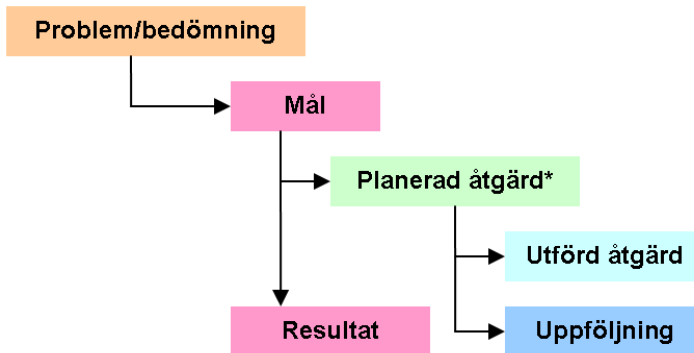 Problem/bedömning
Mål
Planerad åtgärd*
Utförd åtgärd
Resultat
Uppföljning